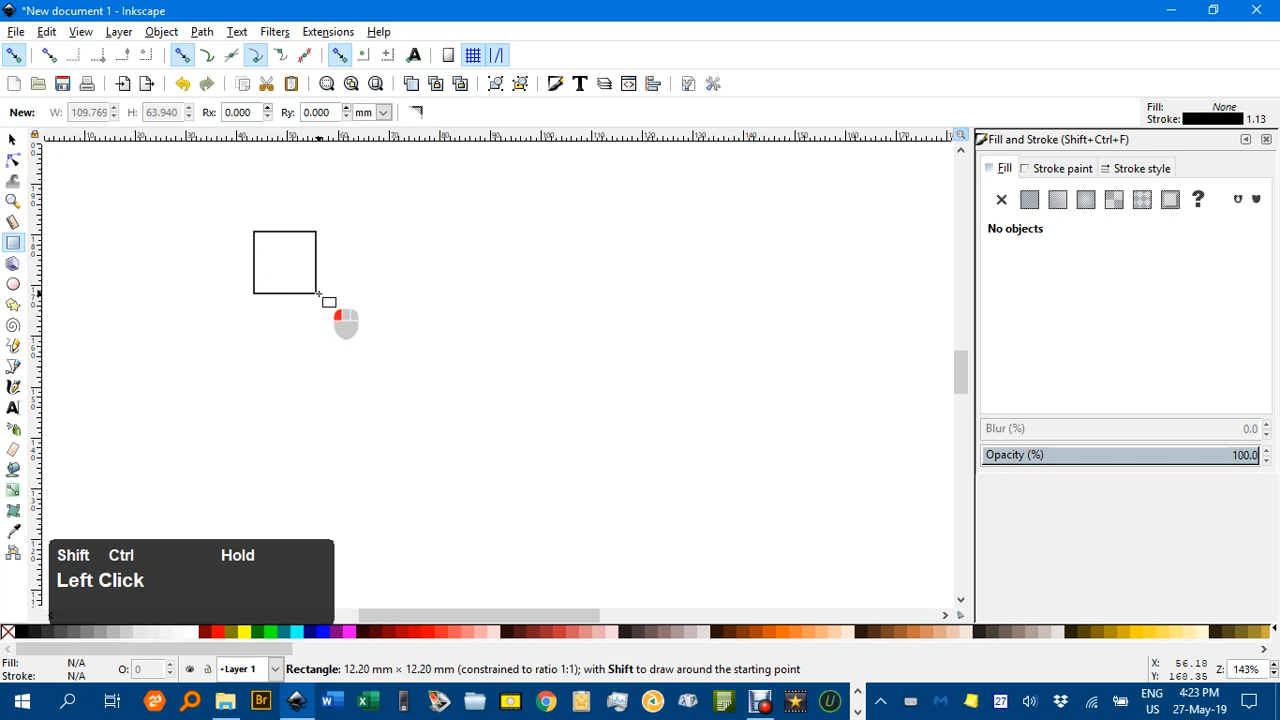 *New document 1 - Inkscape
File Edit View Layer Object Path Text Filters Extensions Help
New: W: 109.769 H: 63.940 Rx: 0.000 Ry: 0.000 mm
Fill: None
Stroke: 1.13
Fill and Stroke (Shift+Ctrl+F)
Fill Stroke paint Stroke style
No objects
Blur (%) 0.0
Opacity (%) 100.0
Shift Ctrl Hold
Left Click
Fill: N/A
Stroke: N/A
O: 0
Layer 1
Rectangle: 12.20 mm × 12.20 mm (constrained to ratio 1:1); with Shift to draw around the starting point
X: 56.18
Y: 168.35
Z: 143%
Br
27
ENG
US
4:23 PM
27-May-19